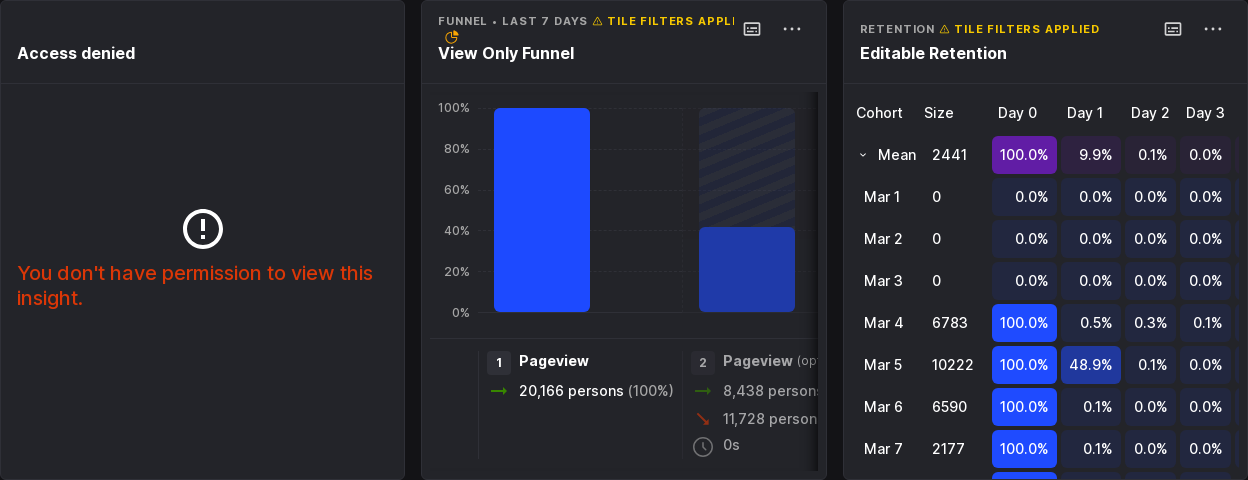 Access denied
You don't have permission to view this
insight.
FUNNEL • LAST 7 DAYS ⚠ TILE FILTERS APPLI
View Only Funnel
100%
80%
60%
40%
20%
0%
1 Pageview
20,166 persons (100%)
2 Pageview (opt
8,438 persons
11,728 person
0s
RETENTION ⚠ TILE FILTERS APPLIED
Editable Retention
Cohort Size Day 0 Day 1 Day 2 Day 3
Mean 2441 100.0% 9.9% 0.1% 0.0%
Mar 1 0 0.0% 0.0% 0.0% 0.0%
Mar 2 0 0.0% 0.0% 0.0% 0.0%
Mar 3 0 0.0% 0.0% 0.0% 0.0%
Mar 4 6783 100.0% 0.5% 0.3% 0.1%
Mar 5 10222 100.0% 48.9% 0.1% 0.0%
Mar 6 6590 100.0% 0.1% 0.0% 0.0%
Mar 7 2177 100.0% 0.1% 0.0% 0.0%